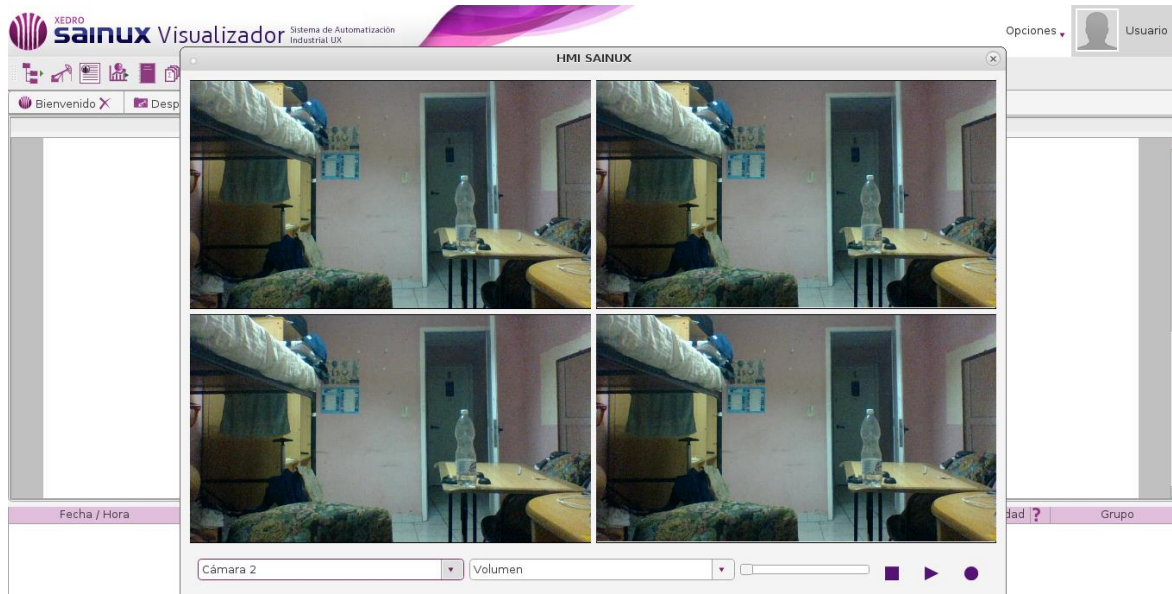 XEDRO
sainux Visualizador
Sistema de Automatización
Industrial UX
Opciones
Usuario
HMI SAINUX
Bienvenido
Desp
Fecha / Hora
dad ?
Grupo
Cámara 2
Volumen